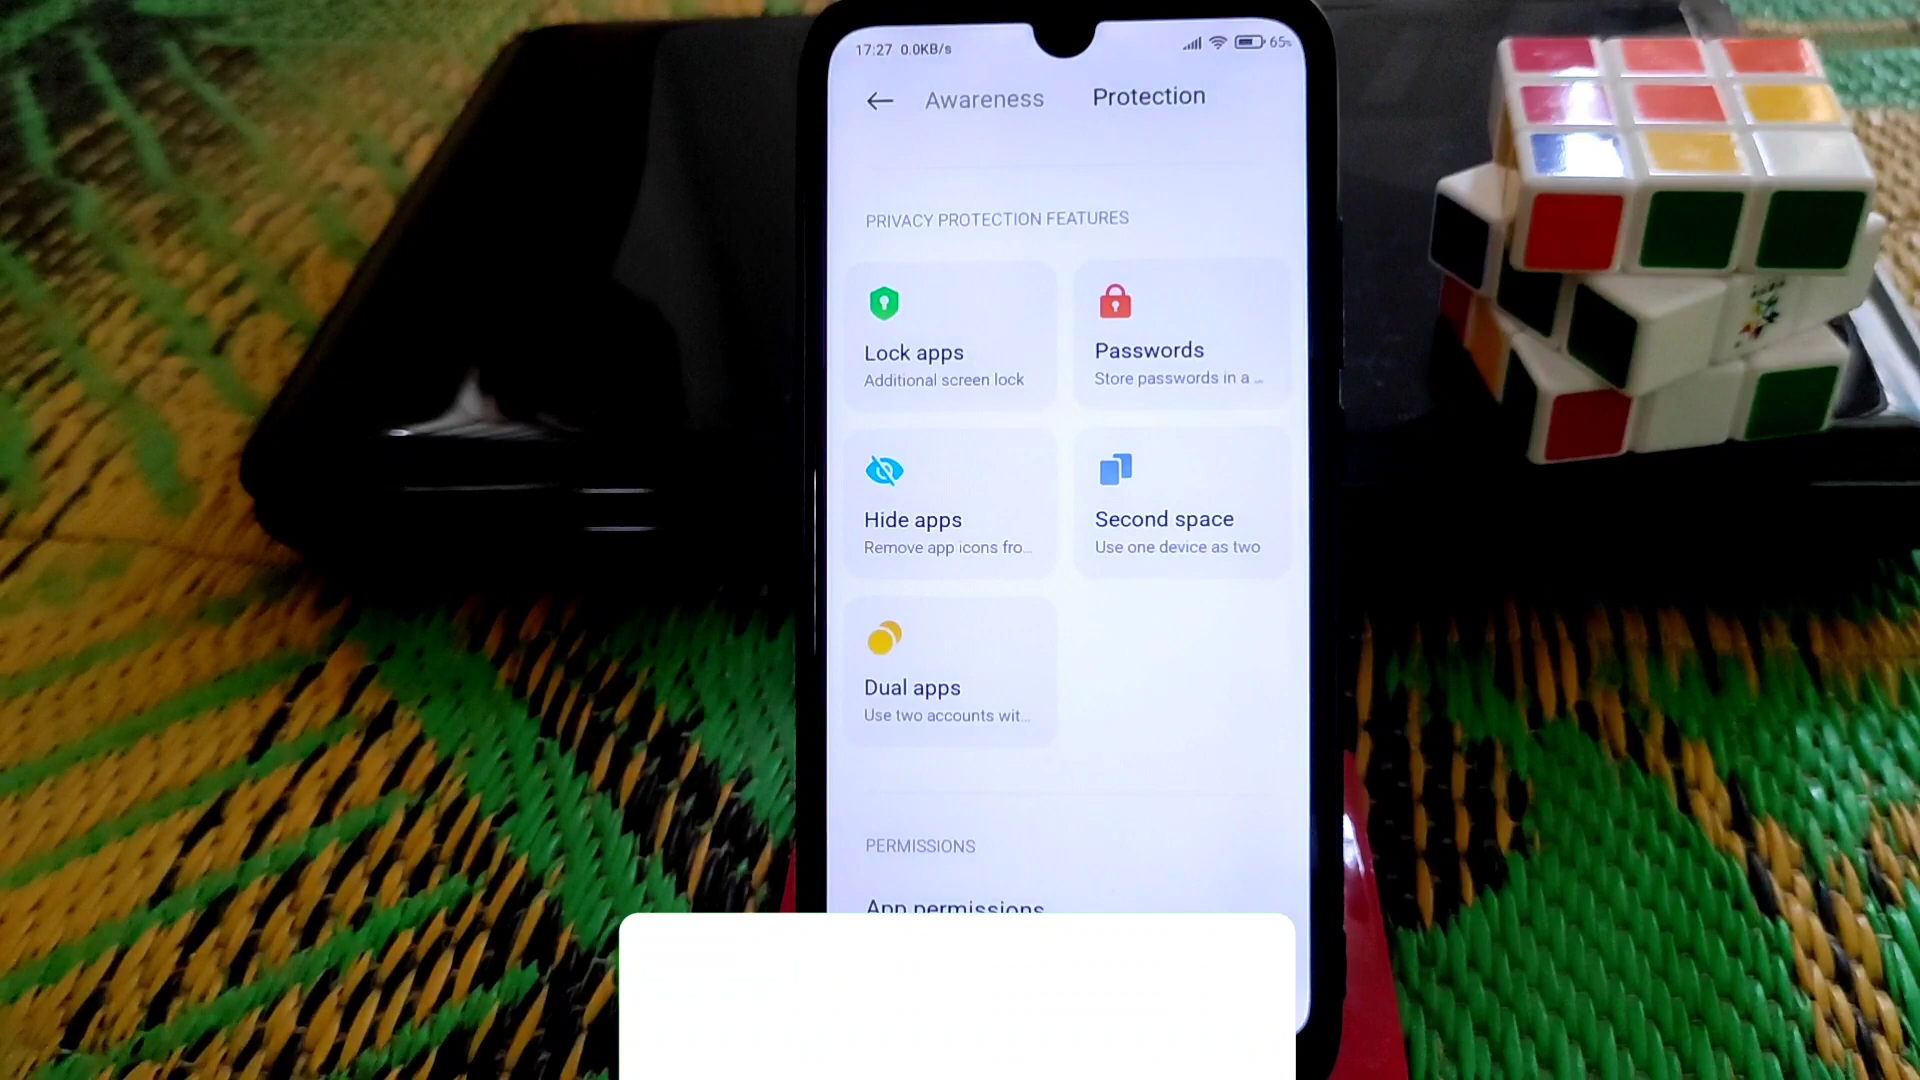 17:27 0.0KB/s 65%
Awareness Protection
PRIVACY PROTECTION FEATURES
Lock apps
Additional screen lock
Passwords
Store passwords in a ...
Hide apps
Remove app icons fro...
Second space
Use one device as two
Dual apps
Use two accounts wit...
PERMISSIONS
App permissions